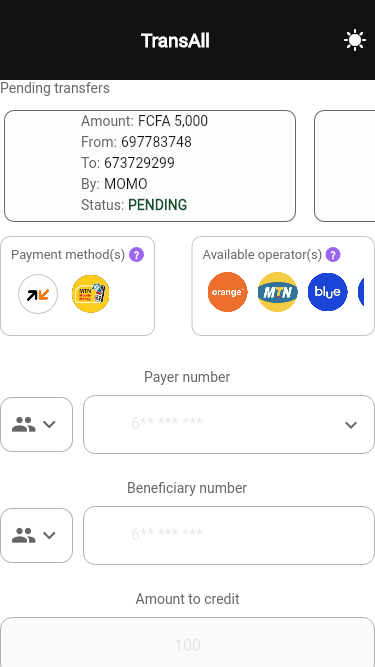 TransAll
Pending transfers
Amount: FCFA 5,000
From: 697783748
To: 673729299
By: MOMO
Status: PENDING
Payment method(s) ?
Available operator(s) ?
MTN
orange
MTN
blue
Payer number
6** *** ***
Beneficiary number
6** *** ***
Amount to credit
100